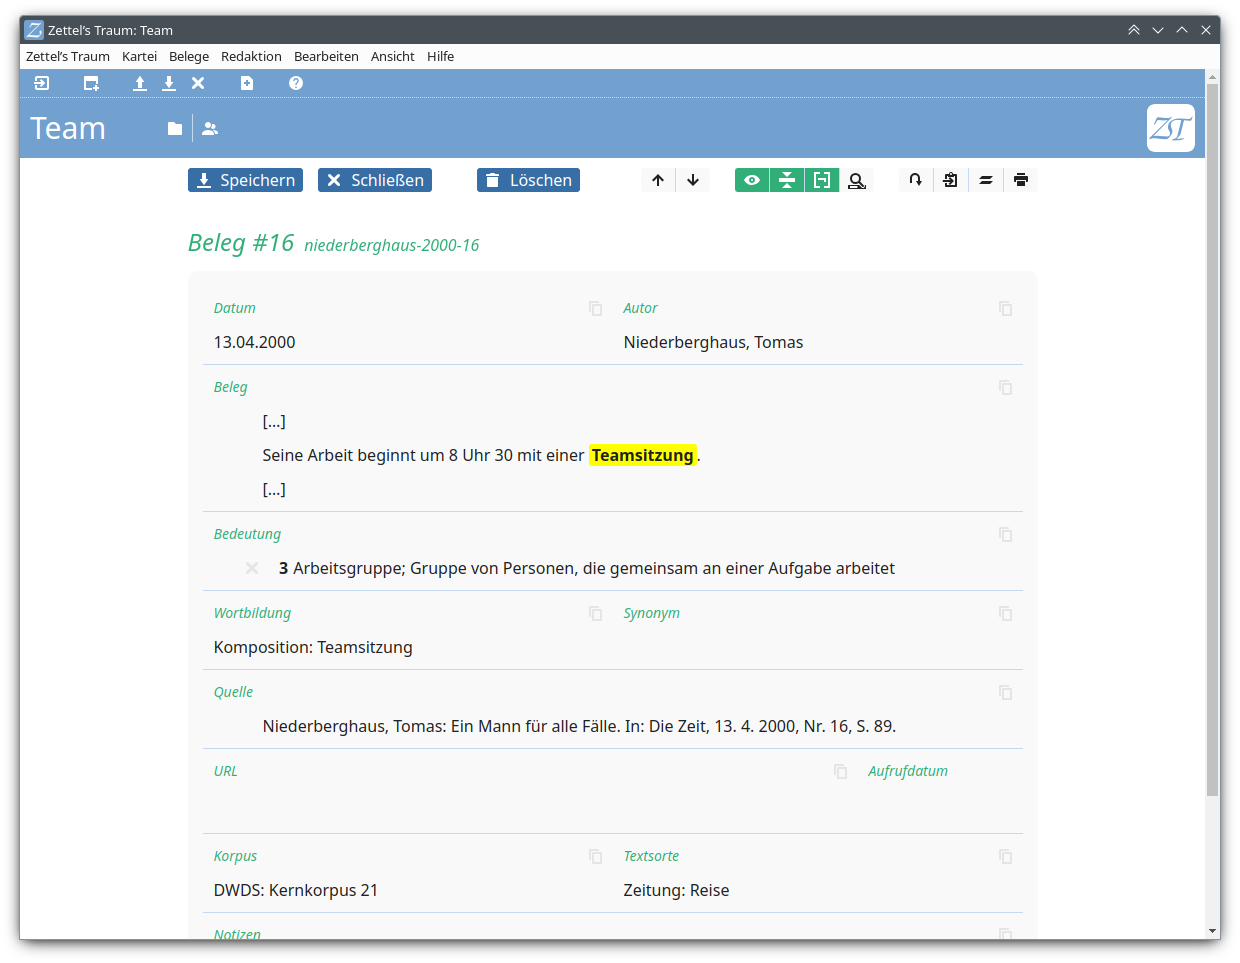 Zettel’s Traum: Team
Zettel’s Traum Kartei Belege Redaktion Bearbeiten Ansicht Hilfe
Team
ZT
Speichern Schließen Löschen
Beleg #16 niederberghaus-2000-16
Datum Autor
13.04.2000 Niederberghaus, Tomas
Beleg
[…]
Seine Arbeit beginnt um 8 Uhr 30 mit einer Teamsitzung.
[…]
Bedeutung
3 Arbeitsgruppe; Gruppe von Personen, die gemeinsam an einer Aufgabe arbeitet
Wortbildung Synonym
Komposition: Teamsitzung
Quelle
Niederberghaus, Tomas: Ein Mann für alle Fälle. In: Die Zeit, 13. 4. 2000, Nr. 16, S. 89.
URL Aufrufdatum
Korpus Textsorte
DWDS: Kernkorpus 21 Zeitung: Reise
Notizen